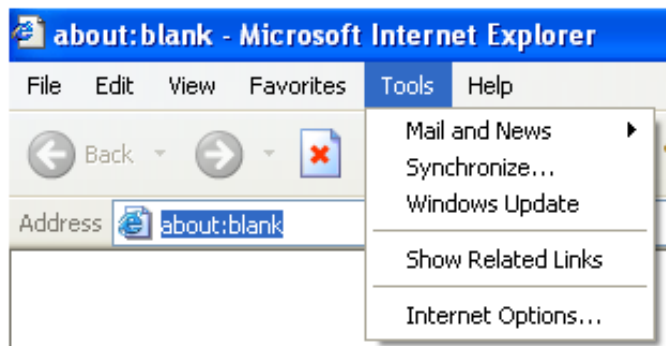 about:blank - Microsoft Internet Explorer
File Edit View Favorites Tools Help
Back
Mail and News
Synchronize...
Windows Update
Address about:blank
Show Related Links
Internet Options...